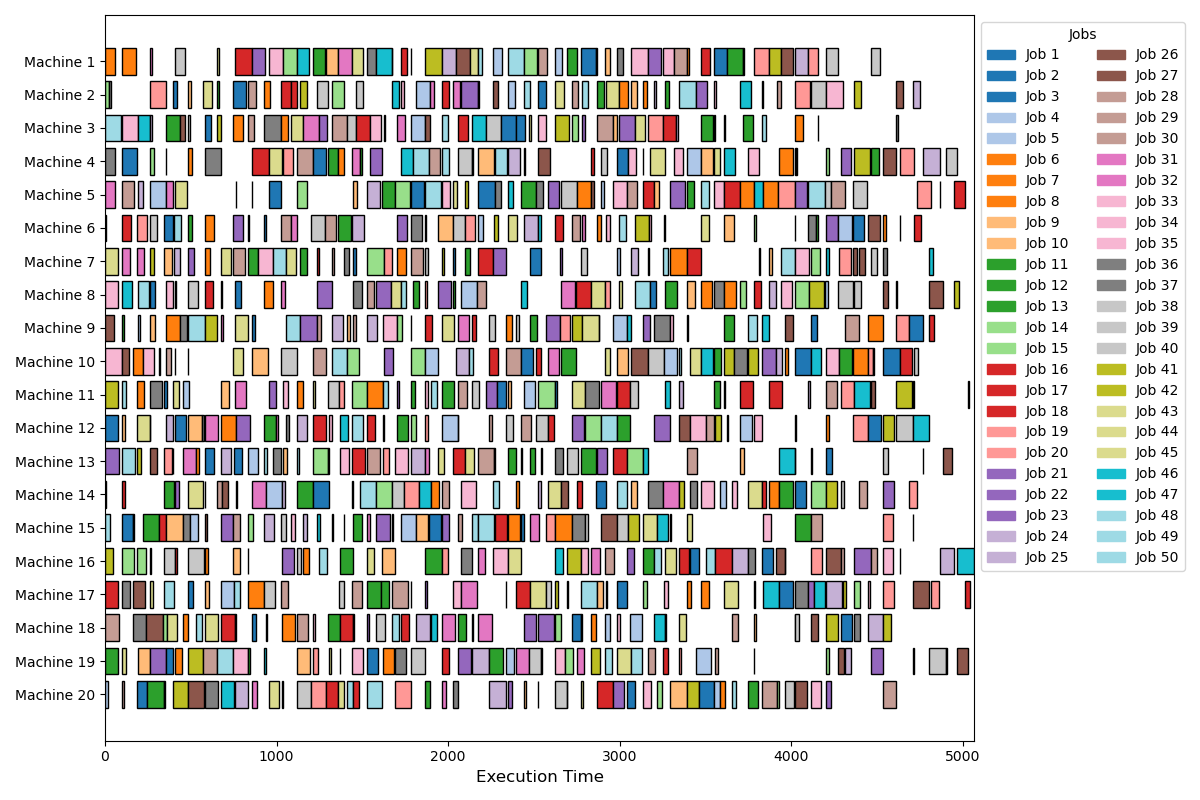 Machine 1
Machine 2
Machine 3
Machine 4
Machine 5
Machine 6
Machine 7
Machine 8
Machine 9
Machine 10
Machine 11
Machine 12
Machine 13
Machine 14
Machine 15
Machine 16
Machine 17
Machine 18
Machine 19
Machine 20
0 1000 2000 3000 4000 5000
Execution Time
Jobs
Job 1
Job 2
Job 3
Job 4
Job 5
Job 6
Job 7
Job 8
Job 9
Job 10
Job 11
Job 12
Job 13
Job 14
Job 15
Job 16
Job 17
Job 18
Job 19
Job 20
Job 21
Job 22
Job 23
Job 24
Job 25
Job 26
Job 27
Job 28
Job 29
Job 30
Job 31
Job 32
Job 33
Job 34
Job 35
Job 36
Job 37
Job 38
Job 39
Job 40
Job 41
Job 42
Job 43
Job 44
Job 45
Job 46
Job 47
Job 48
Job 49
Job 50